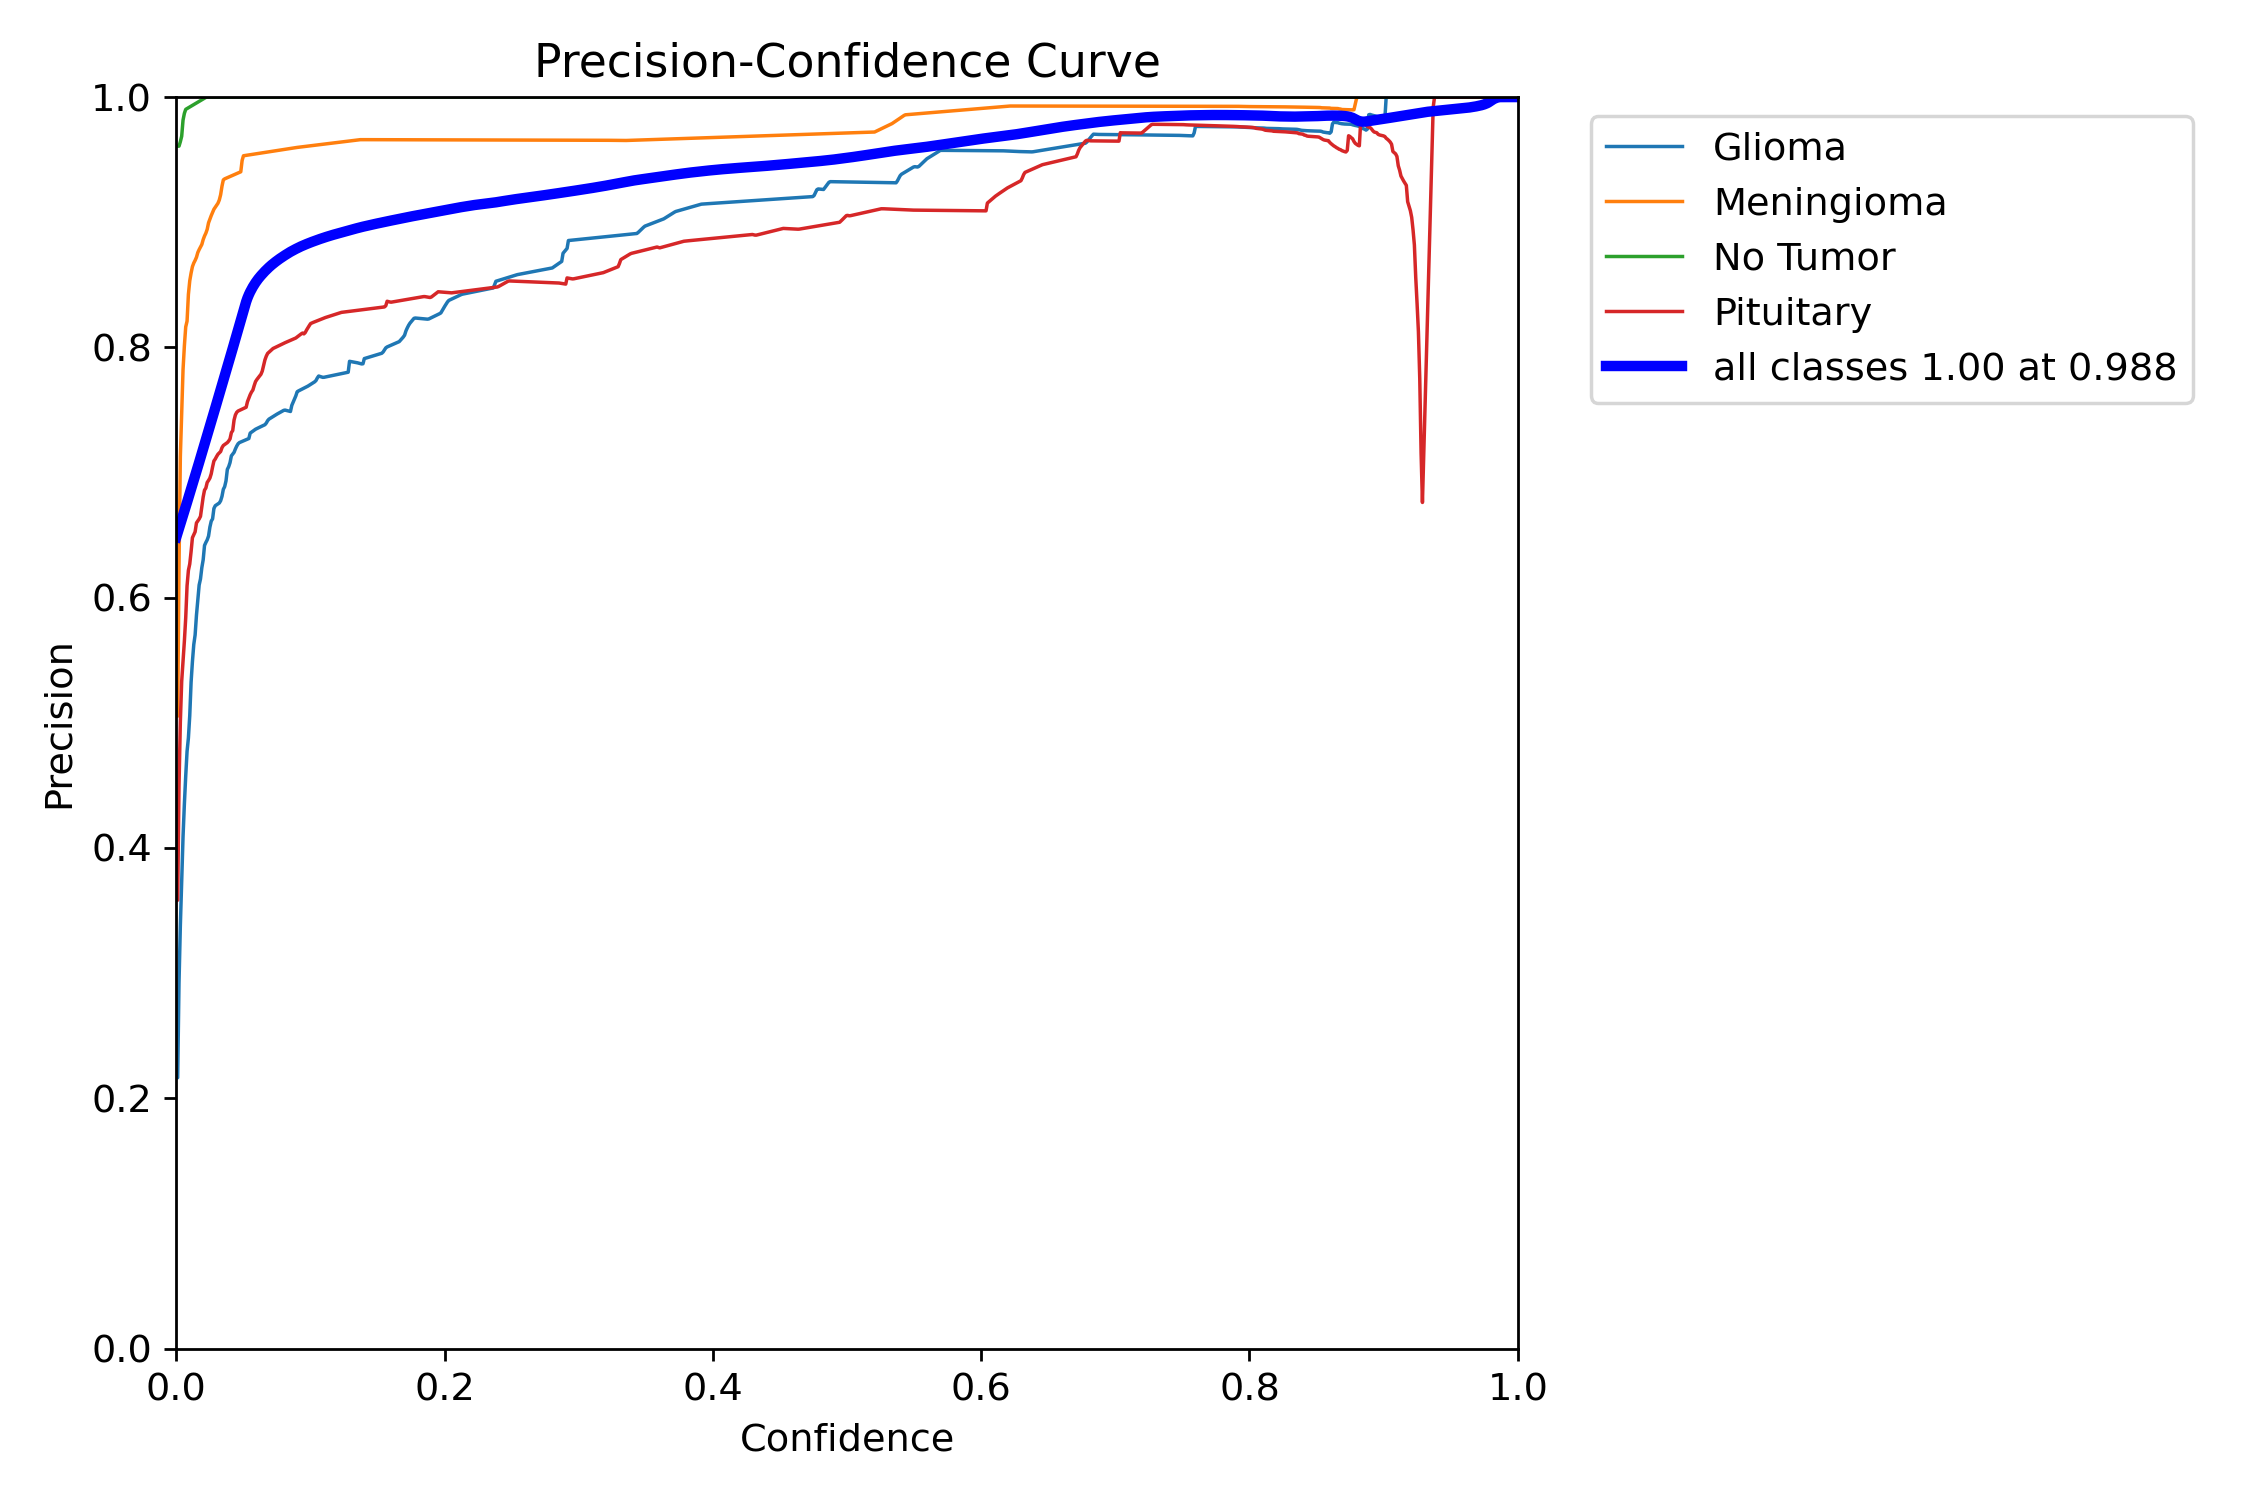 Precision-Confidence Curve
1.0
0.8
0.6
0.4
0.2
0.0
Precision
0.0 0.2 0.4 0.6 0.8 1.0
Confidence
Glioma
Meningioma
No Tumor
Pituitary
all classes 1.00 at 0.988